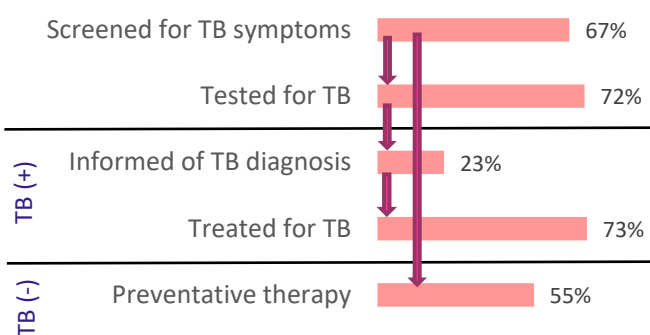 Screened for TB symptoms 67%
Tested for TB 72%
TB (+)
Informed of TB diagnosis 23%
Treated for TB 73%
TB (-)
Preventative therapy 55%